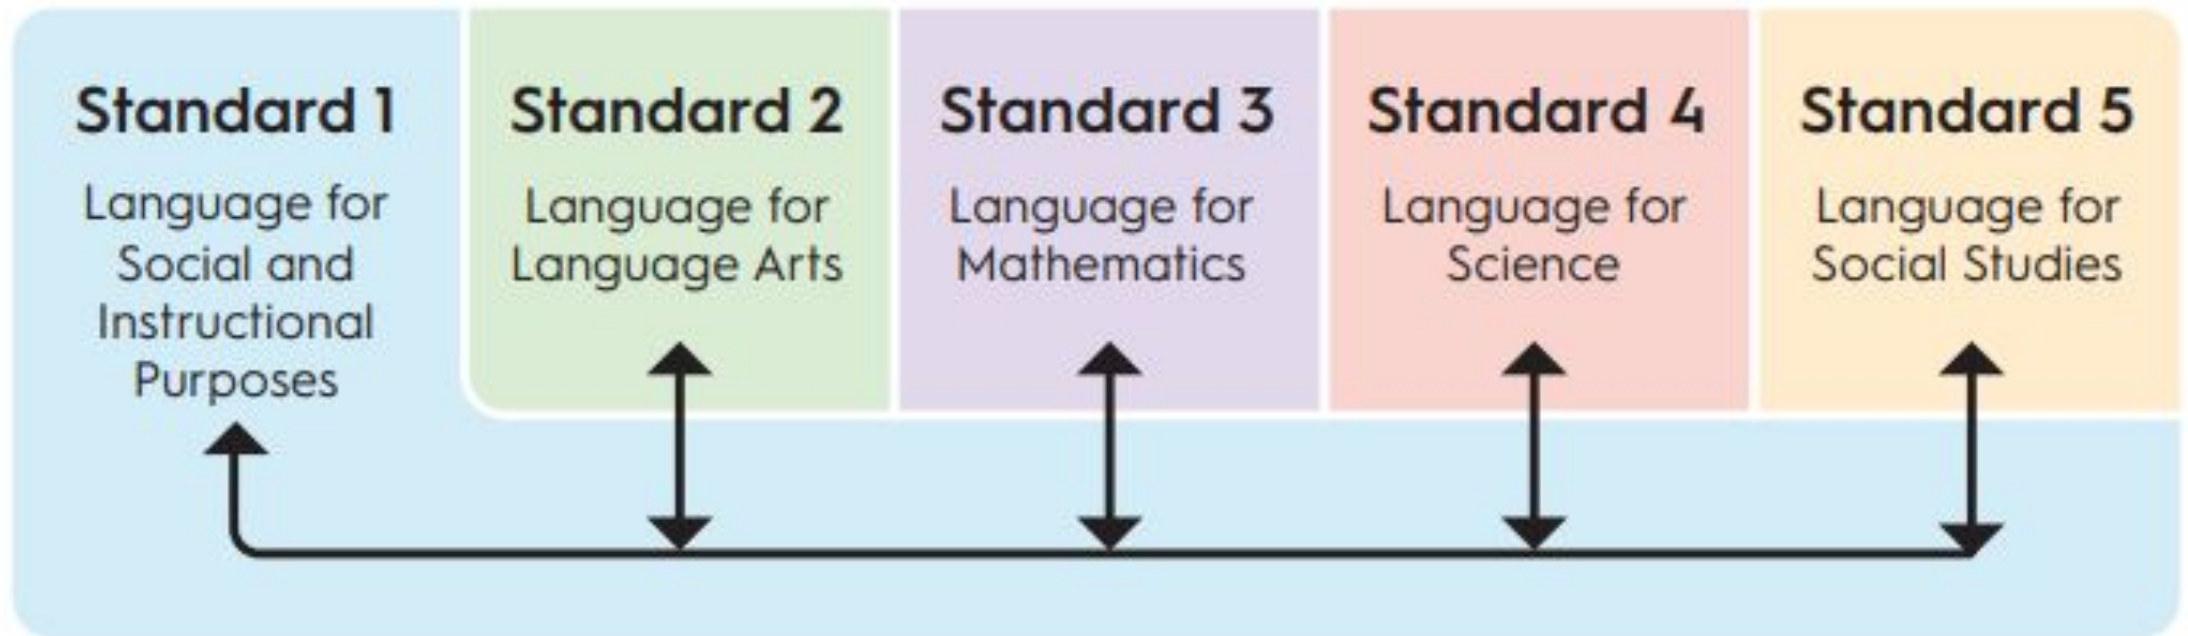 Standard 1
Language for
Social and
Instructional
Purposes
Standard 2
Language for
Language Arts
Standard 3
Language for
Mathematics
Standard 4
Language for
Science
Standard 5
Language for
Social Studies